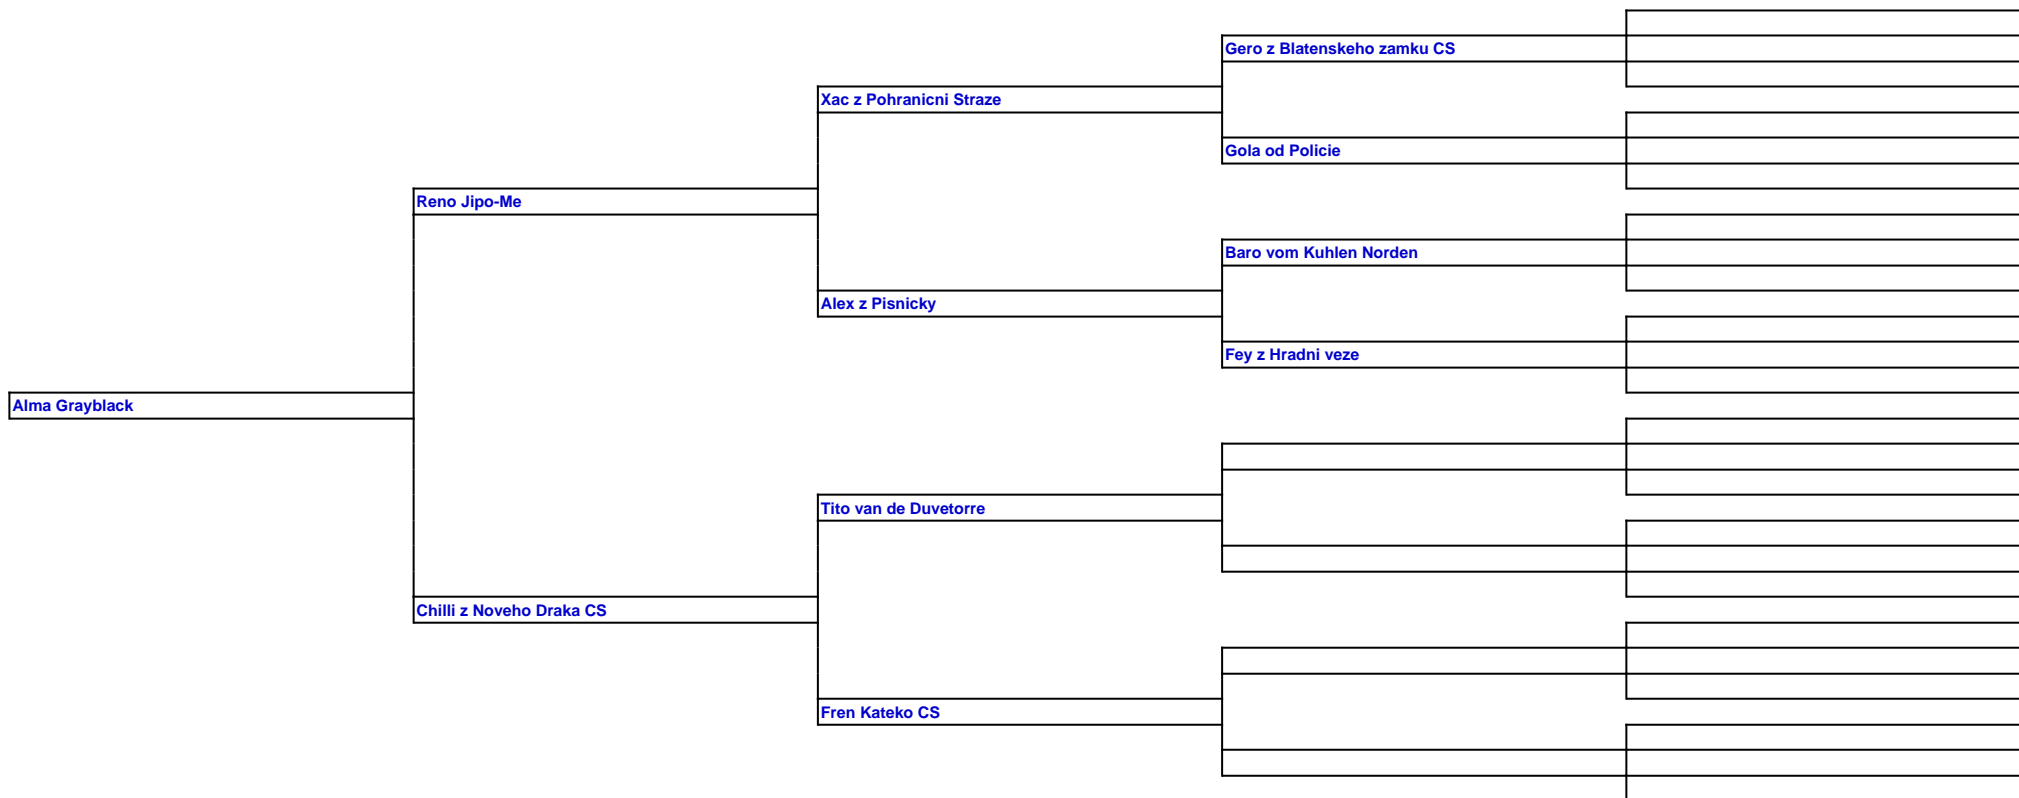 Gero z Blatenskeho zamku CS
Xac z Pohranicni Straze
Gola od Policie
Reno Jipo-Me
Baro vom Kuhlen Norden
Alex z Pisnicky
Fey z Hradni veze
Alma Grayblack
Tito van de Duvetorre
Chilli z Noveho Draka CS
Fren Kateko CS